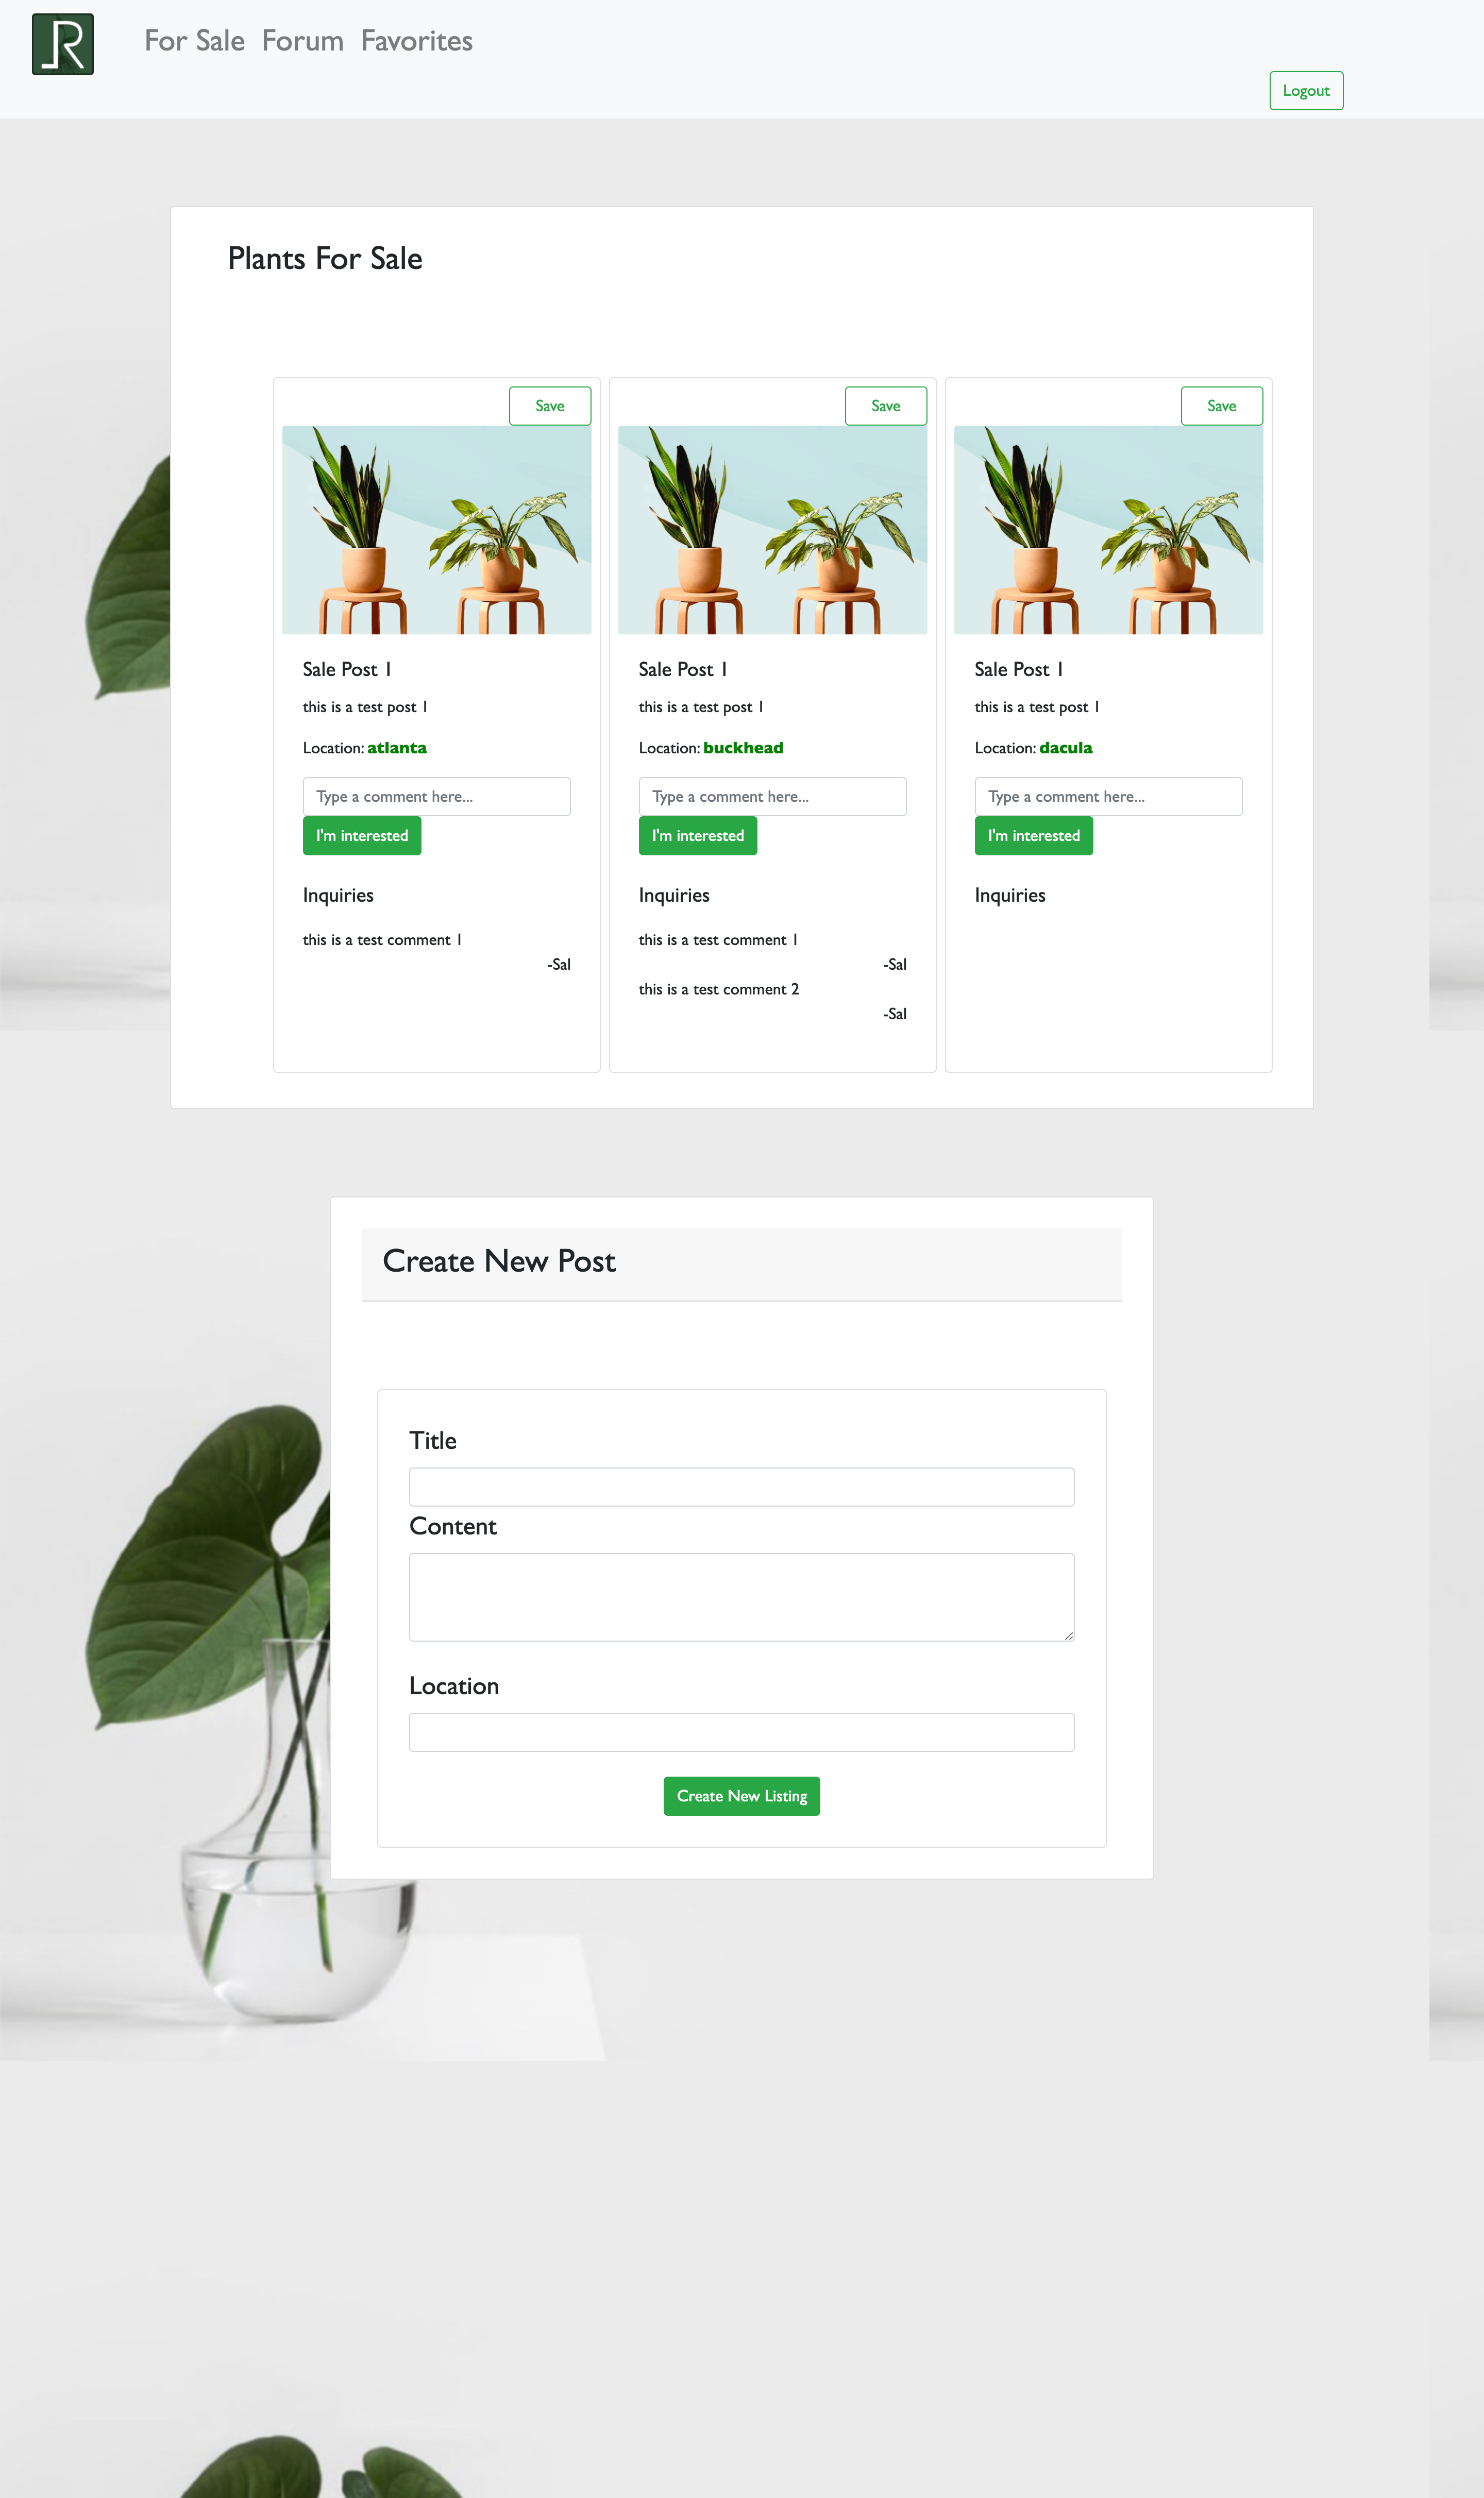 R
For Sale Forum Favorites
Logout
Plants For Sale
Save
Sale Post 1
this is a test post 1
Location: atlanta
Type a comment here...
I'm interested
Inquiries
this is a test comment 1
-Sal
Save
Sale Post 1
this is a test post 1
Location: buckhead
Type a comment here...
I'm interested
Inquiries
this is a test comment 1
-Sal
this is a test comment 2
-Sal
Save
Sale Post 1
this is a test post 1
Location: dacula
Type a comment here...
I'm interested
Inquiries
Create New Post
Title
Content
Location
Create New Listing